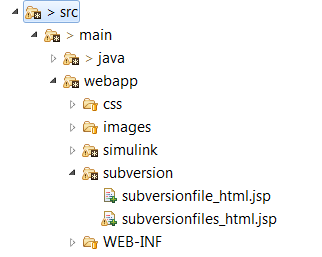 > src
> main
> java
webapp
css
images
simulink
subversion
subversionfile_html.jsp
subversionfiles_html.jsp
WEB-INF